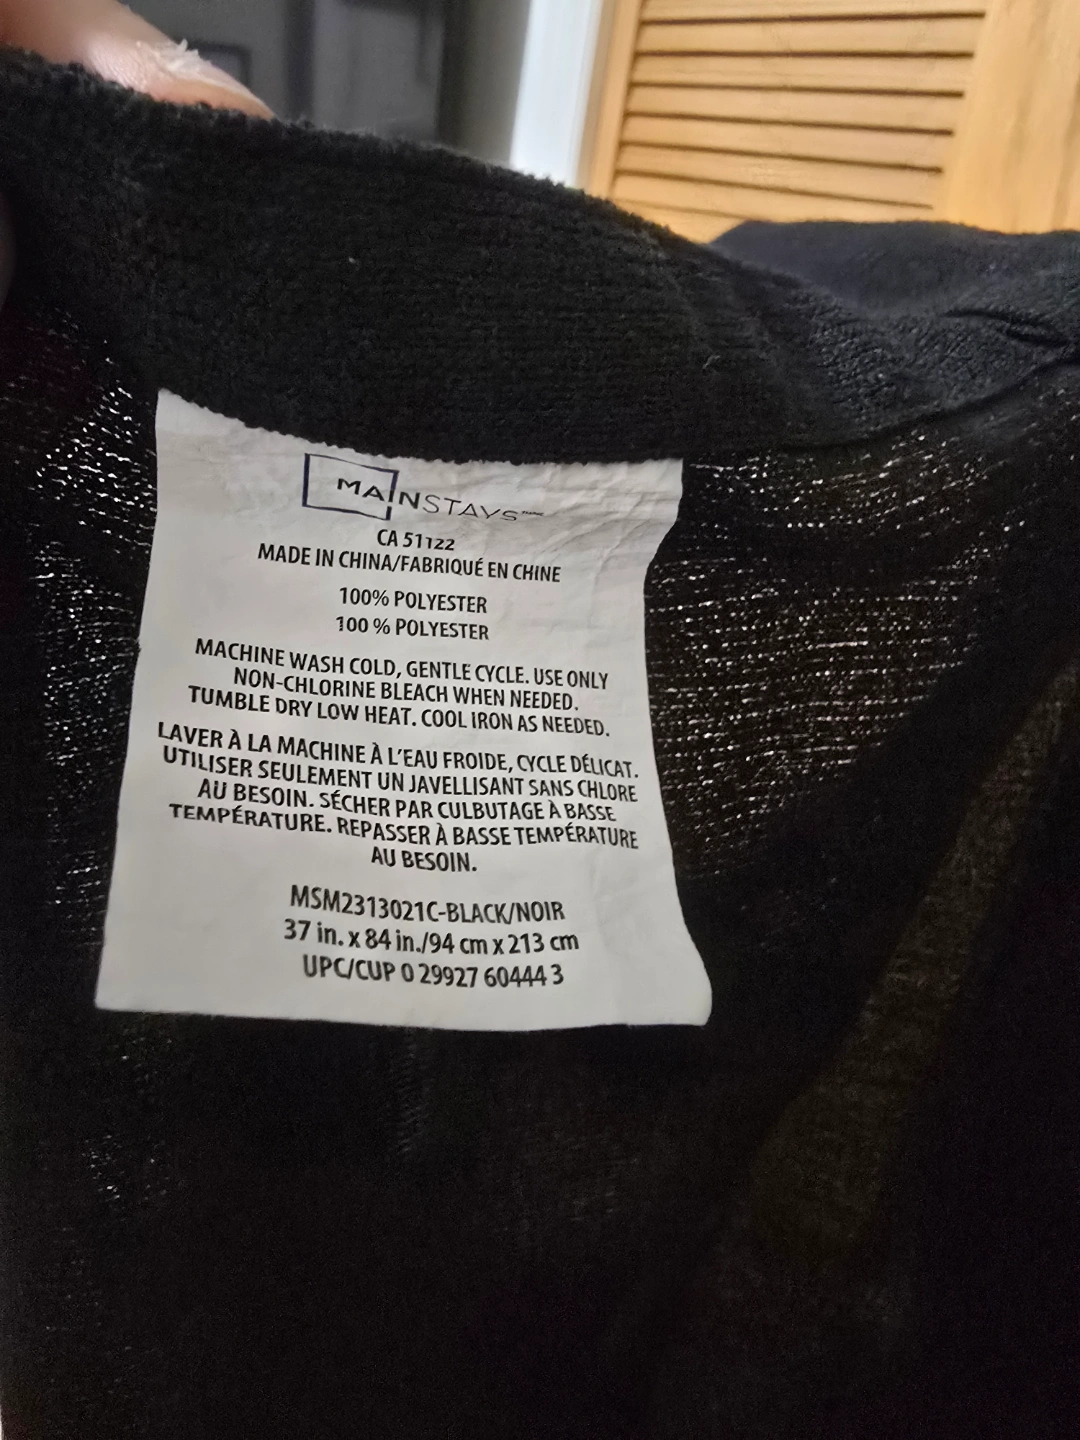 MAINSTAYS
CA 51122
MADE IN CHINA/FABRIQUÉ EN CHINE
100% POLYESTER
100 % POLYESTER
MACHINE WASH COLD, GENTLE CYCLE. USE ONLY
NON-CHLORINE BLEACH WHEN NEEDED.
TUMBLE DRY LOW HEAT. COOL IRON AS NEEDED.
LAVER À LA MACHINE À L'EAU FROIDE, CYCLE DÉLICAT.
UTILISER SEULEMENT UN JAVELLISANT SANS CHLORE
AU BESOIN. SÉCHER PAR CULBUTAGE À BASSE
TEMPÉRATURE. REPASSER À BASSE TEMPÉRATURE
AU BESOIN.
MSM2313021C-BLACK/NOIR
37 in. x 84 in./94 cm x 213 cm
UPC/CUP 0 29927 60444 3